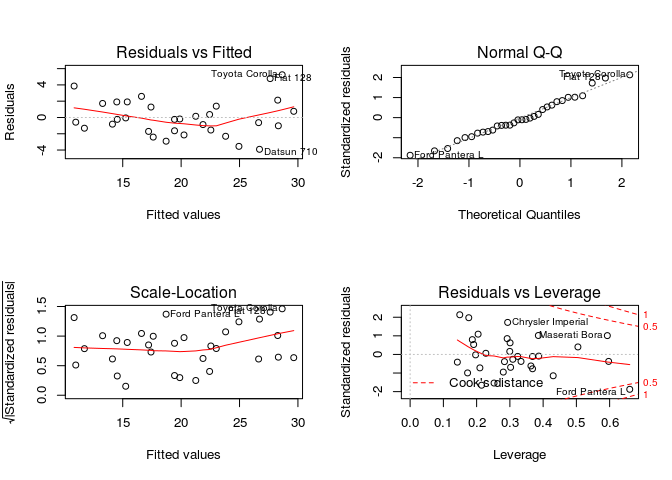 Residuals vs Fitted
Residuals
4
0
-4
Toyota Corolla
Fiat 128
Datsun 710
15
20
25
30
Fitted values
Normal Q-Q
Standardized residuals
2
1
0
-2
Toyota Corolla
Fiat 128
Ford Pantera L
-2
-1
0
1
2
Theoretical Quantiles
Scale-Location
√|Standardized residuals|
1.5
1.0
0.5
0.0
Toyota Corolla
Fiat 128
Ford Pantera L
15
20
25
30
Fitted values
Residuals vs Leverage
Standardized residuals
2
1
0
-2
Chrysler Imperial
Maserati Bora
Ford Pantera L
Cook's distance
1
0.5
0.5
1
0.0
0.1
0.2
0.3
0.4
0.5
0.6
Leverage